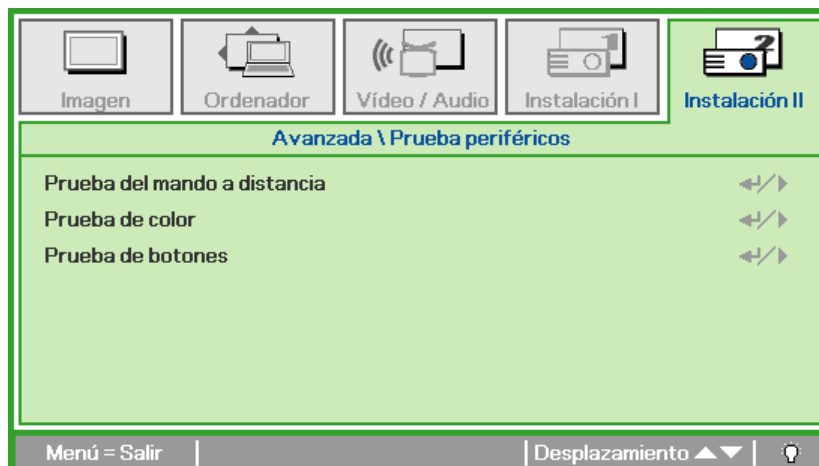 Imagen
Ordenador
Vídeo / Audio
Instalación I
Instalación II
Avanzada \ Prueba periféricos
Prueba del mando a distancia
Prueba de color
Prueba de botones
Menú = Salir
Desplazamiento ▲▼